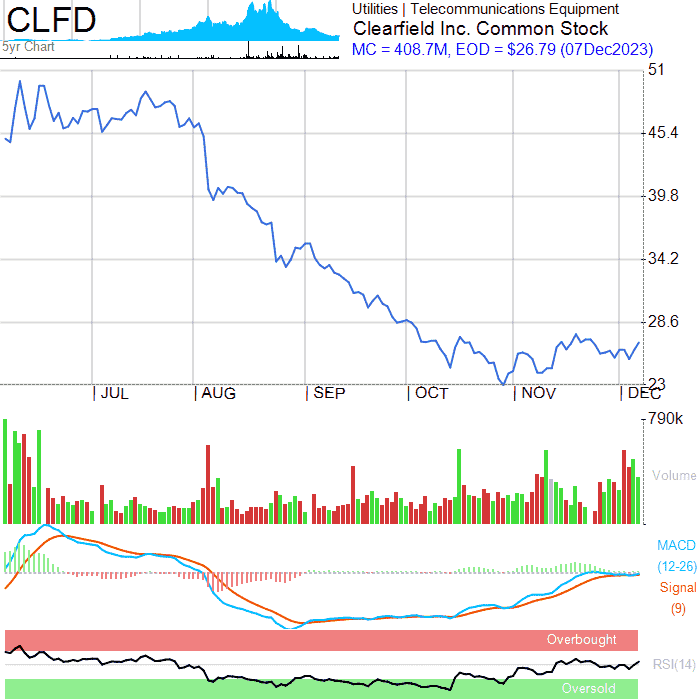 CLFD
5yr Chart
Utilities | Telecommunications Equipment
Clearfield Inc. Common Stock
MC = 408.7M, EOD = $26.79 (07Dec2023)
51
45.4
39.8
34.2
28.6
23
JUL AUG SEP OCT NOV DEC
790k
Volume
MACD
(12-26)
Signal
(9)
Overbought
RSI(14)
Oversold